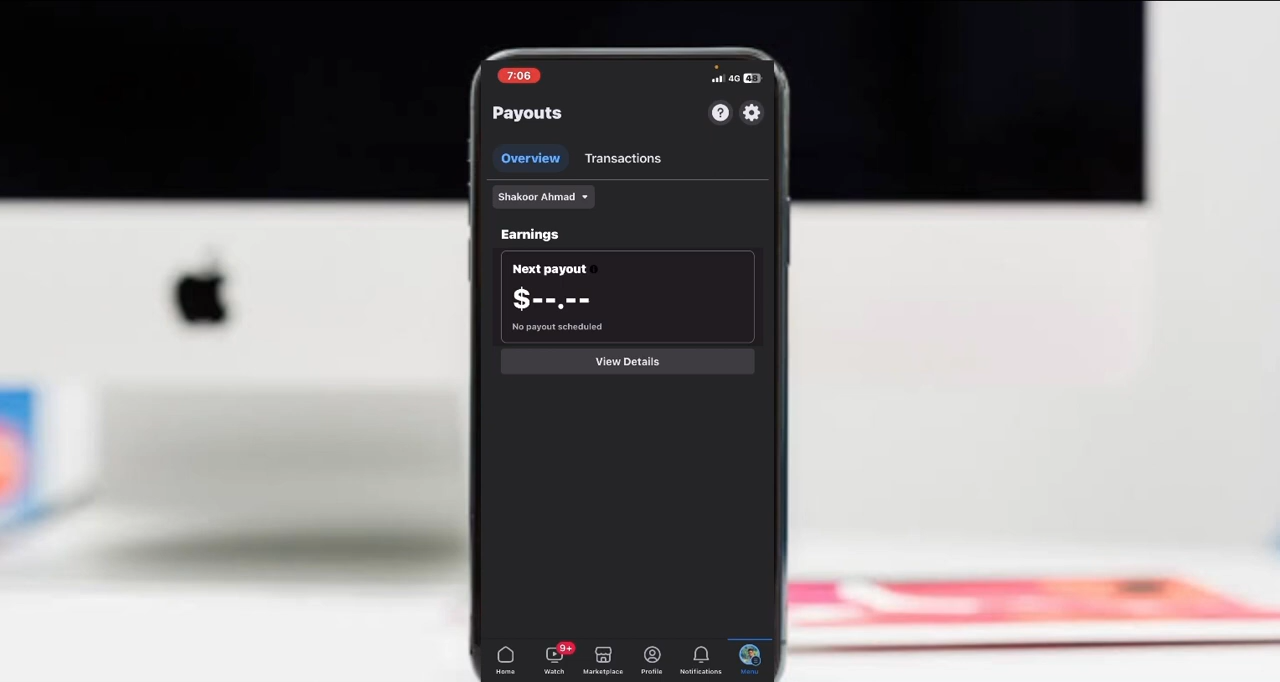 7:06
4G 43
Payouts
?
Overview Transactions
Shakoor Ahmad
Earnings
Next payout
$--.--
No payout scheduled
View Details
9+
Home Watch Marketplace Profile Notifications Menu